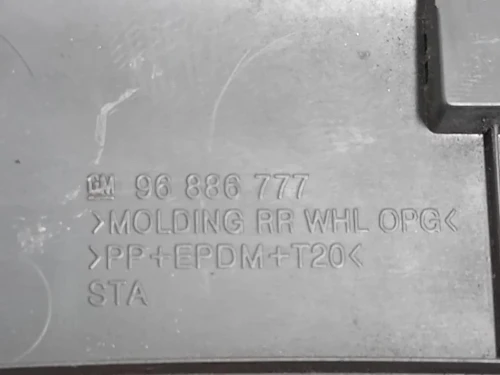 GM 96 886 777
>MOLDING RR WHL OPG<
>PP+EPDM+T20<
STA